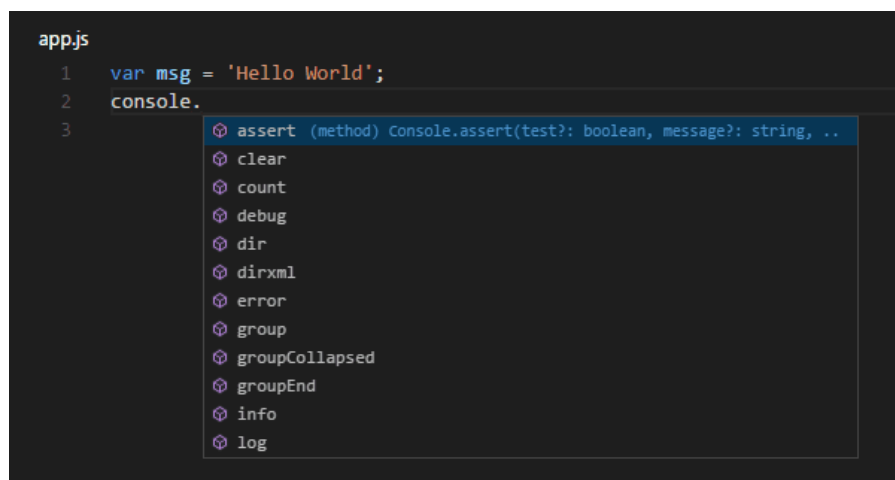 app.js
1 var msg = 'Hello World';
2 console.
3
assert (method) Console.assert(test?: boolean, message?: string, ..
clear
count
debug
dir
dirxml
error
group
groupCollapsed
groupEnd
info
log